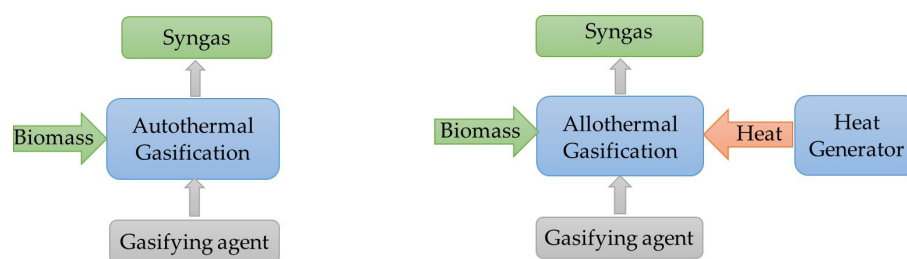 Syngas
Biomass
Autothermal
Gasification
Gasifying agent
Syngas
Biomass
Allothermal
Gasification
Heat
Heat
Generator
Gasifying agent